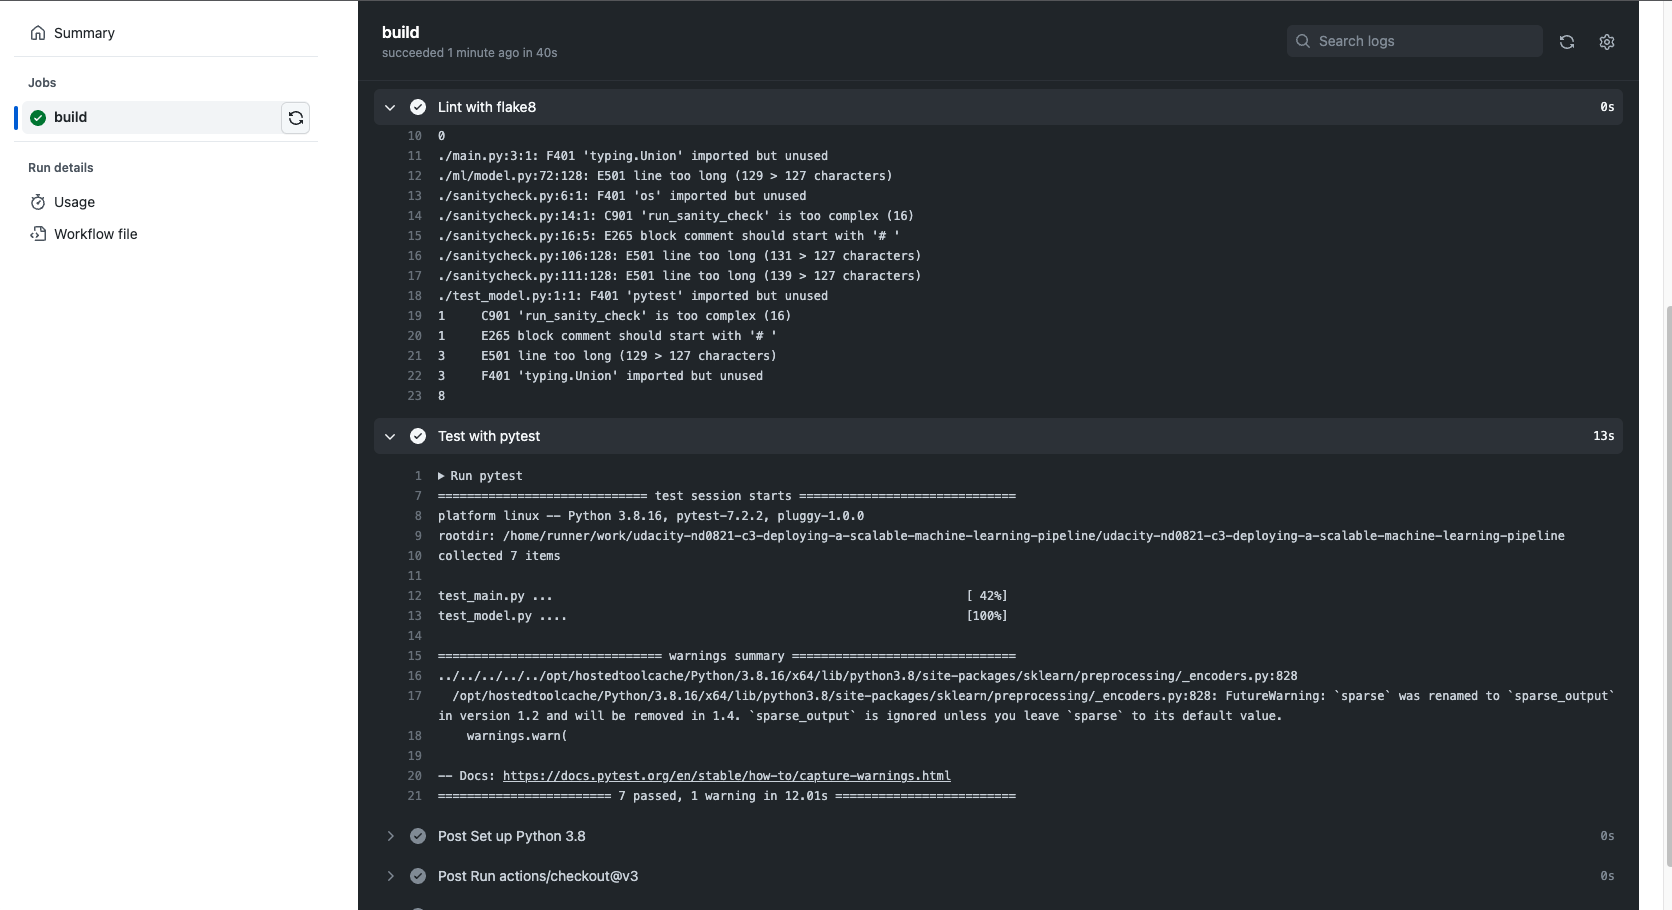 Summary
Jobs
build
Run details
Usage
Workflow file
build
succeeded 1 minute ago in 40s
Search logs
Lint with flake8 0s
10 0
11 ./main.py:3:1: F401 'typing.Union' imported but unused
12 ./ml/model.py:72:128: E501 line too long (129 > 127 characters)
13 ./sanitycheck.py:6:1: F401 'os' imported but unused
14 ./sanitycheck.py:14:1: C901 'run_sanity_check' is too complex (16)
15 ./sanitycheck.py:16:5: E265 block comment should start with '# '
16 ./sanitycheck.py:106:128: E501 line too long (131 > 127 characters)
17 ./sanitycheck.py:111:128: E501 line too long (139 > 127 characters)
18 ./test_model.py:1:1: F401 'pytest' imported but unused
19 1     C901 'run_sanity_check' is too complex (16)
20 1     E265 block comment should start with '# '
21 3     E501 line too long (129 > 127 characters)
22 3     F401 'typing.Union' imported but unused
23 8
Test with pytest 13s
1 ▶ Run pytest
7 ============================= test session starts ==============================
8 platform linux -- Python 3.8.16, pytest-7.2.2, pluggy-1.0.0
9 rootdir: /home/runner/work/udacity-nd0821-c3-deploying-a-scalable-machine-learning-pipeline/udacity-nd0821-c3-deploying-a-scalable-machine-learning-pipeline
10 collected 7 items
11
12 test_main.py ... [ 42%]
13 test_model.py .... [100%]
14
15 =============================== warnings summary ===============================
16 ../../../../../opt/hostedtoolcache/Python/3.8.16/x64/lib/python3.8/site-packages/sklearn/preprocessing/_encoders.py:828
17   /opt/hostedtoolcache/Python/3.8.16/x64/lib/python3.8/site-packages/sklearn/preprocessing/_encoders.py:828: FutureWarning: `sparse` was renamed to `sparse_output`
in version 1.2 and will be removed in 1.4. `sparse_output` is ignored unless you leave `sparse` to its default value.
18     warnings.warn(
19
20 -- Docs: https://docs.pytest.org/en/stable/how-to/capture-warnings.html
21 ======================== 7 passed, 1 warning in 12.01s =========================
Post Set up Python 3.8 0s
Post Run actions/checkout@v3 0s